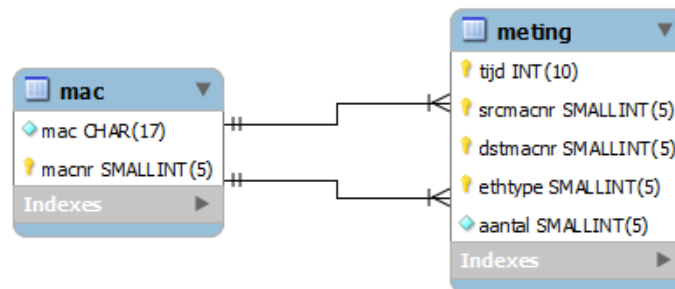 mac
mac CHAR(17)
macnr SMALLINT(5)
Indexes
meting
tijd INT(10)
srcmacnr SMALLINT(5)
dstmacnr SMALLINT(5)
ethtype SMALLINT(5)
aantal SMALLINT(5)
Indexes